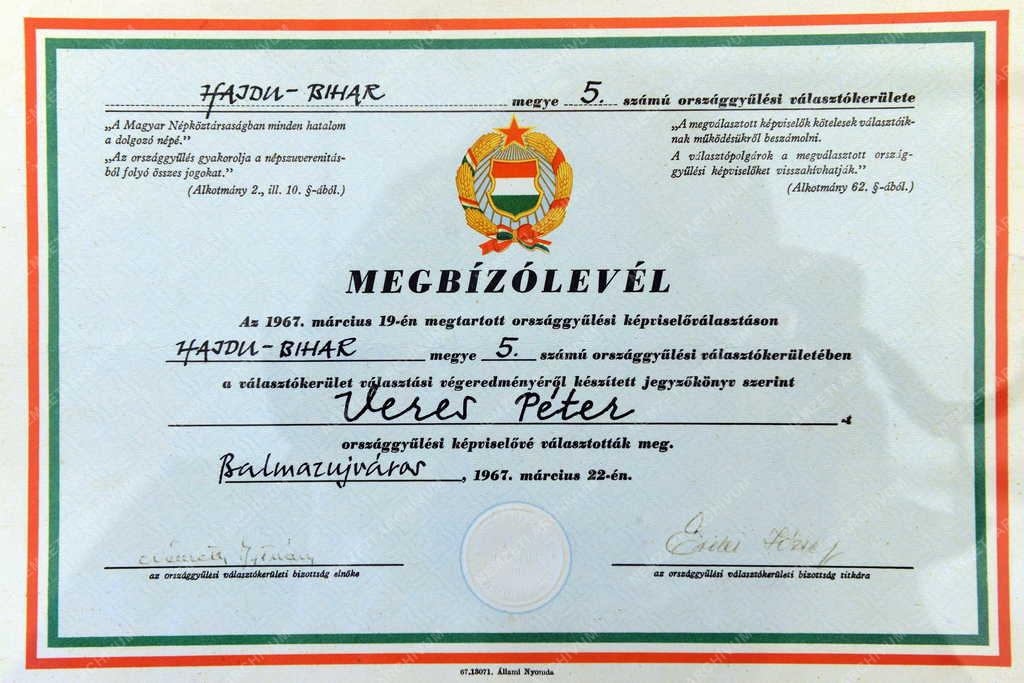 HAJDU-BIHAR megye 5. számú országgyűlési választókerülete
„A Magyar Népköztársaságban minden hatalom
a dolgozó népé.”
„Az országgyűlés gyakorolja a népszuverenitás-
ból folyó összes jogokat.”
(Alkotmány 2., ill. 10. §-ából.)
„A megválasztott képviselők kötelesek választóik-
nak működésükről beszámolni.
A választópolgárok a megválasztott ország-
gyűlési képviselőket visszahívhatják.”
(Alkotmány 62. §-ából.)
MEGBÍZÓLEVÉL
Az 1967. március 19-én megtartott országgyűlési képviselőválasztáson
HAJDU-BIHAR megye 5. számú országgyűlési választókerületében
a választókerület választási végeredményéről készített jegyzőkönyv szerint
Veres Péter -t
országgyűlési képviselővé választották meg.
Balmazujváros, 1967. március 22-én.
Németh
az országgyűlési választókerületi bizottság elnöke
Erdei József
az országgyűlési választókerületi bizottság titkára
67.13071. Állami Nyomda